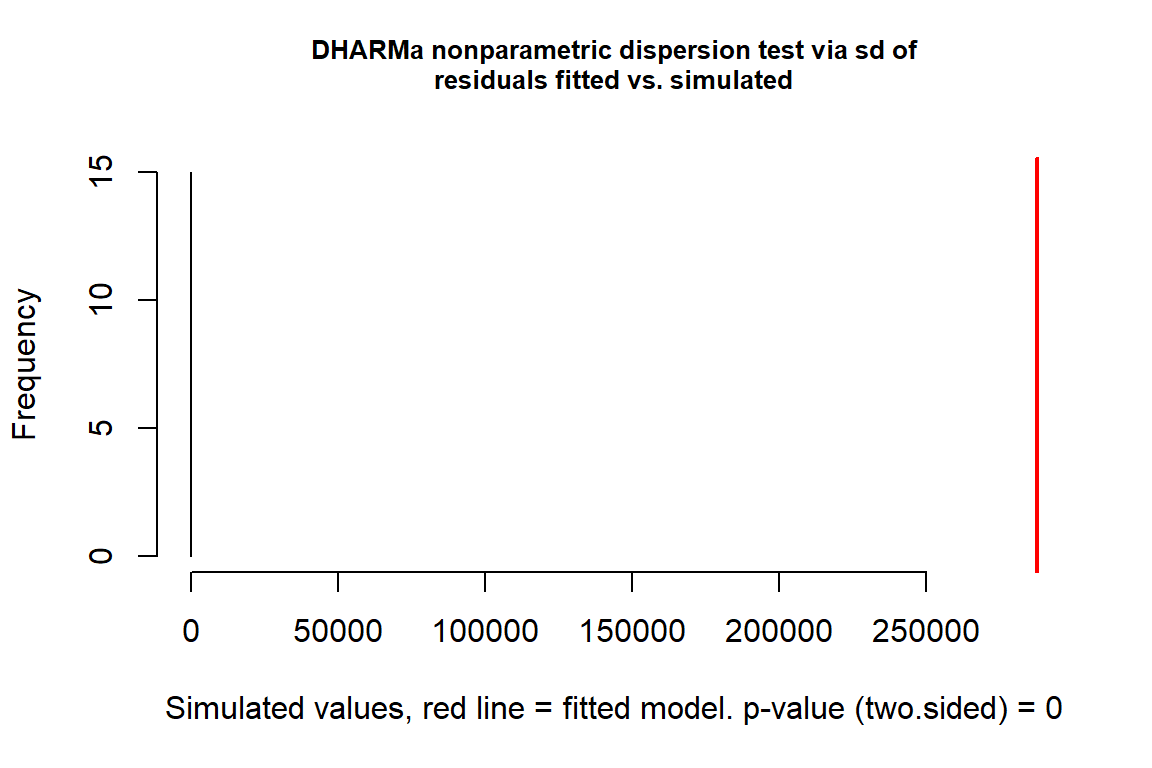 DHARMa nonparametric dispersion test via sd of
residuals fitted vs. simulated
15
10
5
0
Frequency
0 50000 100000 150000 200000 250000
Simulated values, red line = fitted model. p-value (two.sided) = 0